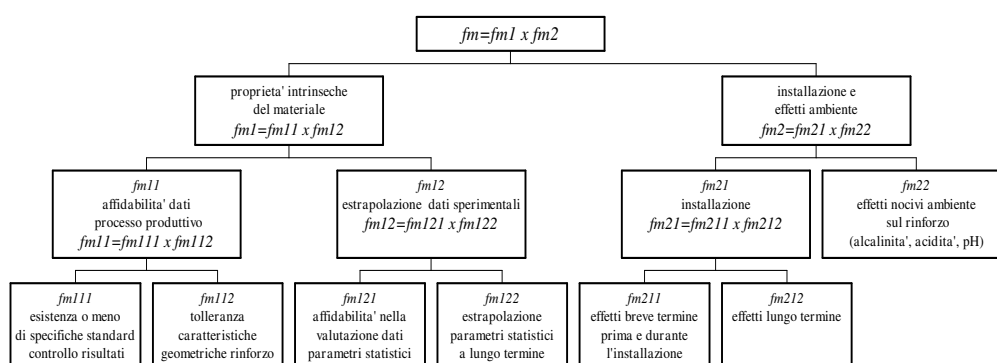 fm=fm1 x fm2
proprieta' intrinseche
del materiale
fm1=fm11 x fm12
installazione e
effetti ambiente
fm2=fm21 x fm22
fm11
affidabilita' dati
processo produttivo
fm11=fm111 x fm112
fm12
estrapolazione dati sperimentali
fm12=fm121 x fm122
fm21
installazione
fm21=fm211 x fm212
fm22
effetti nocivi ambiente
sul rinforzo
(alcalinita', acidita', pH)
fm111
esistenza o meno
di specifiche standard
controllo risultati
fm112
tolleranza
caratteristiche
geometriche rinforzo
fm121
affidabilita' nella
valutazione dati
parametri statistici
fm122
estrapolazione
parametri statistici
a lungo termine
fm211
effetti breve termine
prima e durante
l'installazione
fm212
effetti lungo termine